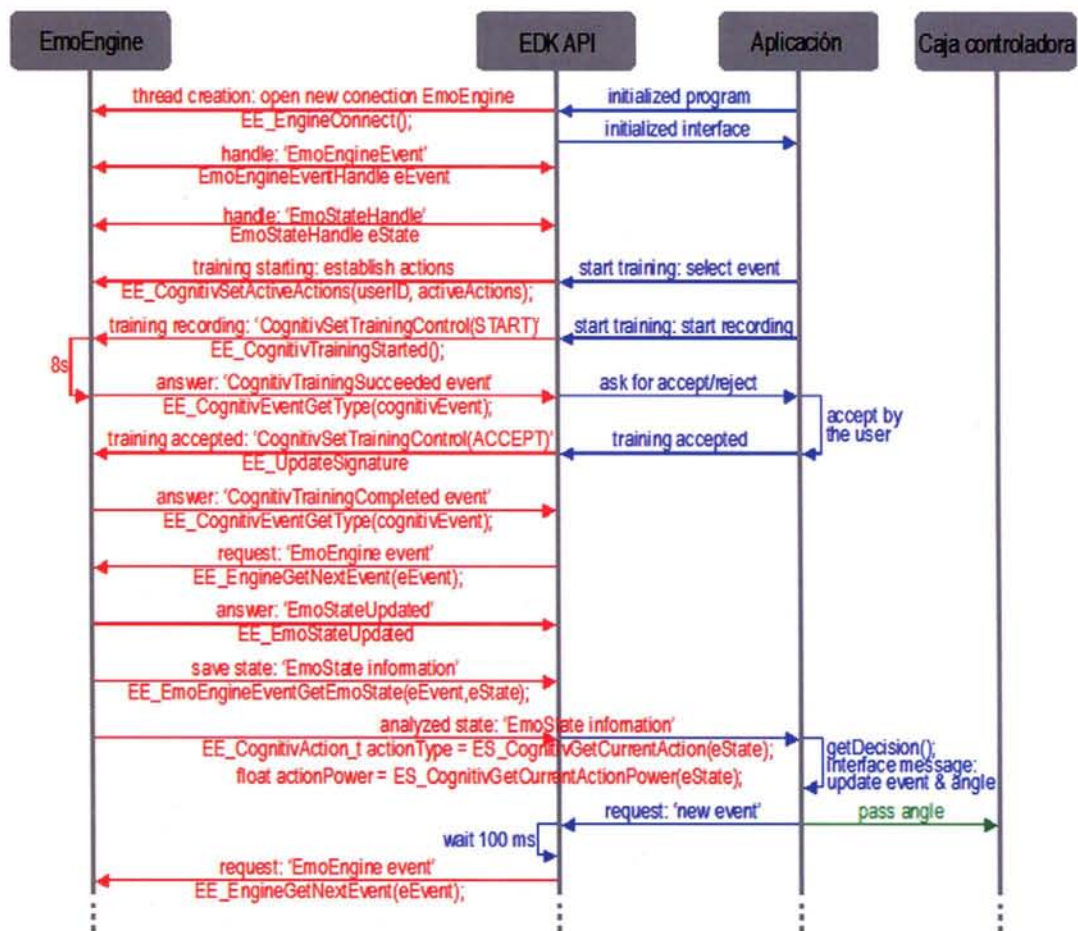 EmoEngine
EDK API
Aplicación
Caja controladora
thread creation: open new conection EmoEngine
EE_EngineConnect();
initialized program
initialized interface
handle: 'EmoEngineEvent'
EmoEngineEventHandle eEvent
handle: 'EmoStateHandle'
EmoStateHandle eState
training starting: establish actions
EE_CognitivSetActiveActions(userID, activeActions);
start training: select event
training recording: 'CognitivSetTrainingControl(START)'
EE_CognitivTrainingStarted();
start training: start recording
8s
answer: 'CognitivTrainingSucceeded event'
EE_CognitivEventGetType(cognitivEvent);
ask for accept/reject
accept by
the user
training accepted: 'CognitivSetTrainingControl(ACCEPT)'
EE_UpdateSignature
training accepted
answer: 'CognitivTrainingCompleted event'
EE_CognitivEventGetType(cognitivEvent);
request: 'EmoEngine event'
EE_EngineGetNextEvent(eEvent);
answer: 'EmoStateUpdated'
EE_EmoStateUpdated
save state: 'EmoState information'
EE_EmoEngineEventGetEmoState(eEvent,eState);
analyzed state: 'EmoState infomation'
EE_CognitivAction_t actionType = ES_CognitivGetCurrentAction(eState);
float actionPower = ES_CognitivGetCurrentActionPower(eState);
getDecision();
interface message:
update event & angle
request: 'new event'
pass angle
wait 100 ms
request: 'EmoEngine event'
EE_EngineGetNextEvent(eEvent);